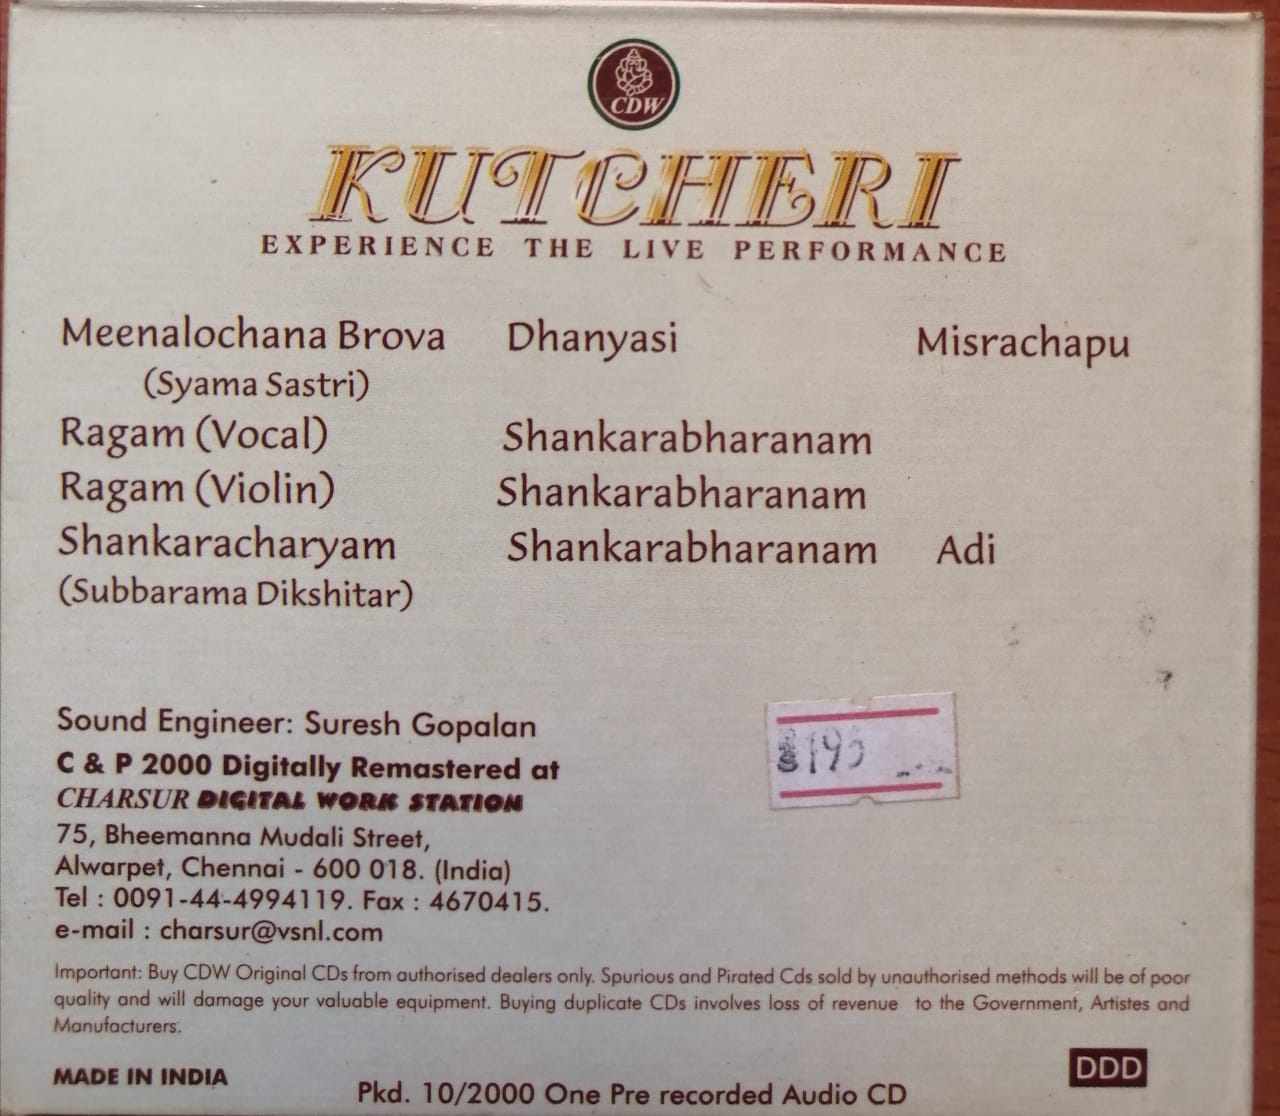 CDW
KUTCHERI
EXPERIENCE THE LIVE PERFORMANCE
Meenalochana Brova Dhanyasi Misrachapu
(Syama Sastri)
Ragam (Vocal) Shankarabharanam
Ragam (Violin) Shankarabharanam
Shankaracharyam Shankarabharanam Adi
(Subbarama Dikshitar)
Sound Engineer: Suresh Gopalan
C & P 2000 Digitally Remastered at
CHARSUR DIGITAL WORK STATION
75, Bheemanna Mudali Street,
Alwarpet, Chennai - 600 018. (India)
Tel : 0091-44-4994119. Fax : 4670415.
e-mail : charsur@vsnl.com
Important: Buy CDW Original CDs from authorised dealers only. Spurious and Pirated Cds sold by unauthorised methods will be of poor
quality and will damage your valuable equipment. Buying duplicate CDs involves loss of revenue to the Government, Artistes and
Manufacturers.
MADE IN INDIA
Pkd. 10/2000 One Pre recorded Audio CD
DDD